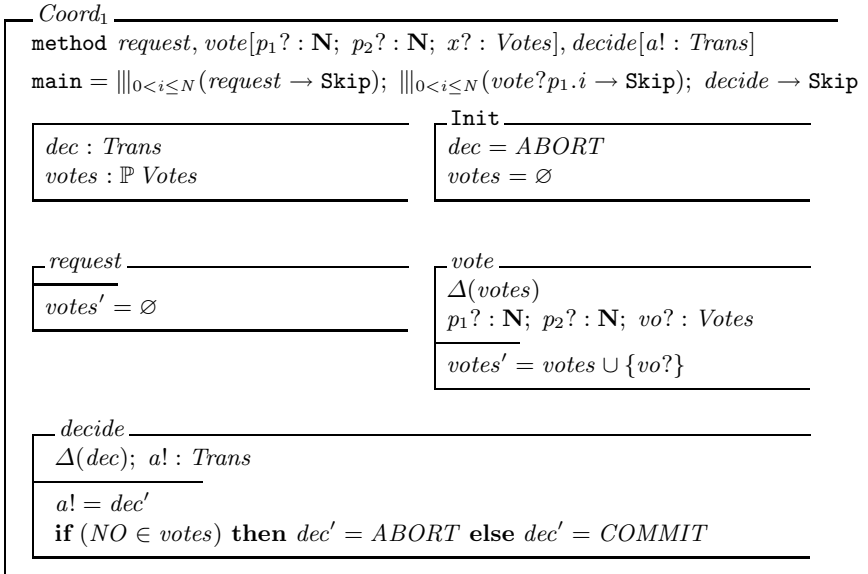 Coord₁
method request, vote[p₁? : N; p₂? : N; x? : Votes], decide[a! : Trans]
main = |||₀<ᵢ≤N(request → Skip); |||₀<ᵢ≤N(vote?p₁.i → Skip); decide → Skip
dec : Trans
votes : ℙ Votes
Init
dec = ABORT
votes = ∅
request
votes′ = ∅
vote
Δ(votes)
p₁? : N; p₂? : N; vo? : Votes
votes′ = votes ∪ {vo?}
decide
Δ(dec); a! : Trans
a! = dec′
if (NO ∈ votes) then dec′ = ABORT else dec′ = COMMIT